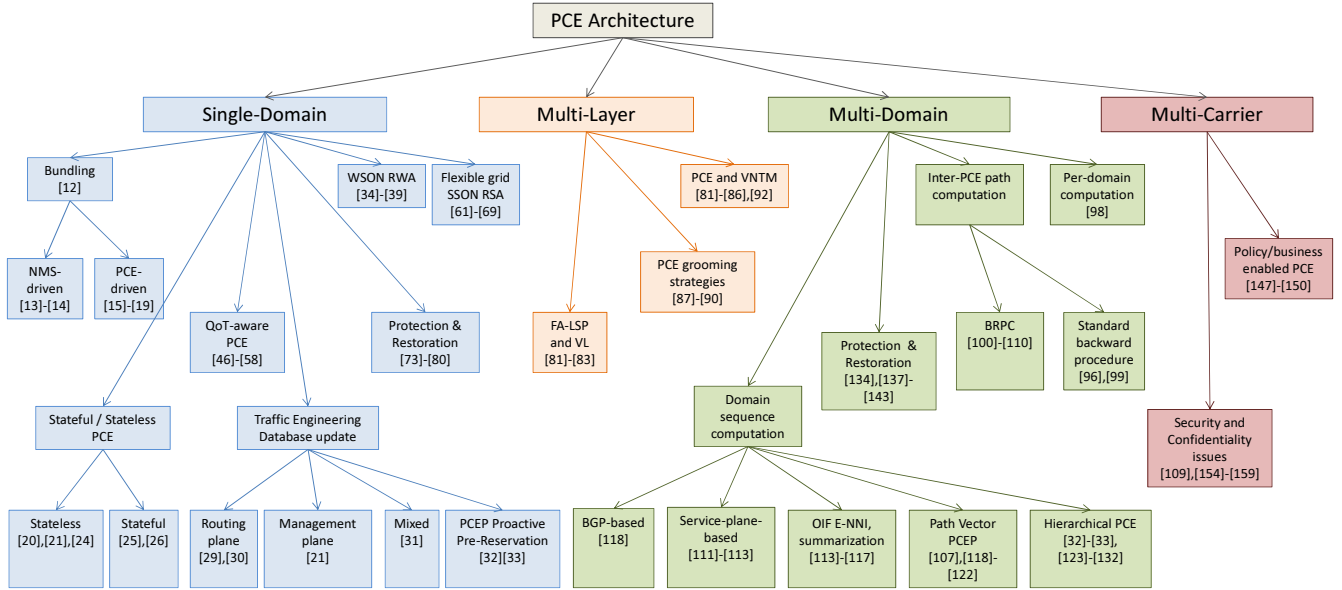 PCE Architecture
Single-Domain
Multi-Layer
Multi-Domain
Multi-Carrier
Bundling
[12]
WSON RWA
[34]-[39]
Flexible grid
SSON RSA
[61]-[69]
PCE and VNTM
[81]-[86],[92]
Inter-PCE path
computation
Per-domain
computation
[98]
NMS-
driven
[13]-[14]
PCE-
driven
[15]-[19]
PCE grooming
strategies
[87]-[90]
Policy/business
enabled PCE
[147]-[150]
QoT-aware
PCE
[46]-[58]
Protection &
Restoration
[73]-[80]
FA-LSP
and VL
[81]-[83]
Protection &
Restoration
[134],[137]-
[143]
BRPC
[100]-[110]
Standard
backward
procedure
[96],[99]
Stateful / Stateless
PCE
Traffic Engineering
Database update
Domain
sequence
computation
Security and
Confidentiality
issues
[109],[154]-[159]
Stateless
[20],[21],[24]
Stateful
[25],[26]
Routing
plane
[29],[30]
Management
plane
[21]
Mixed
[31]
PCEP Proactive
Pre-Reservation
[32][33]
BGP-based
[118]
Service-plane-
based
[111]-[113]
OIF E-NNI,
summarization
[113]-[117]
Path Vector
PCEP
[107],[118]-
[122]
Hierarchical PCE
[32]-[33],
[123]-[132]